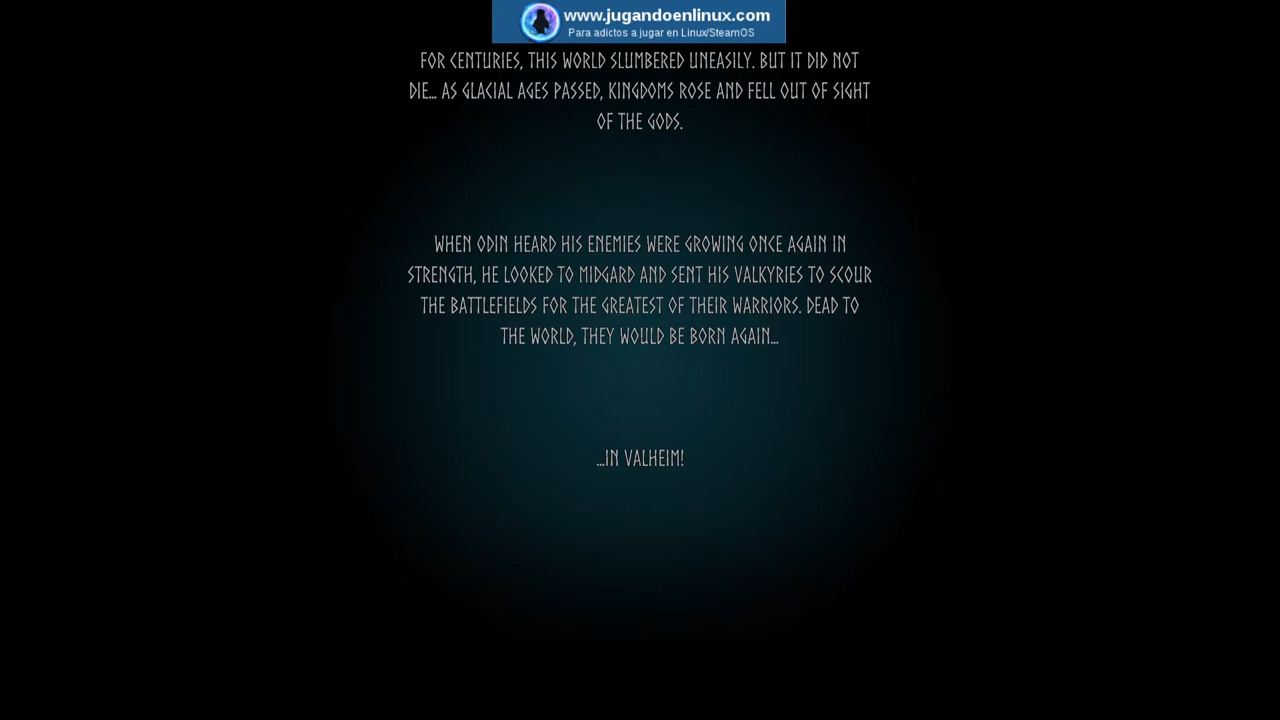 www.jugandoenlinux.com
Para adictos a jugar en Linux/SteamOS
FOR CENTURIES, THIS WORLD SLUMBERED UNEASILY. BUT IT DID NOT
DIE... AS GLACIAL AGES PASSED, KINGDOMS ROSE AND FELL OUT OF SIGHT
OF THE GODS.
WHEN ODIN HEARD HIS ENEMIES WERE GROWING ONCE AGAIN IN
STRENGTH, HE LOOKED TO MIDGARD AND SENT HIS VALKYRIES TO SCOUR
THE BATTLEFIELDS FOR THE GREATEST OF THEIR WARRIORS. DEAD TO
THE WORLD, THEY WOULD BE BORN AGAIN...
...IN VALHEIM!